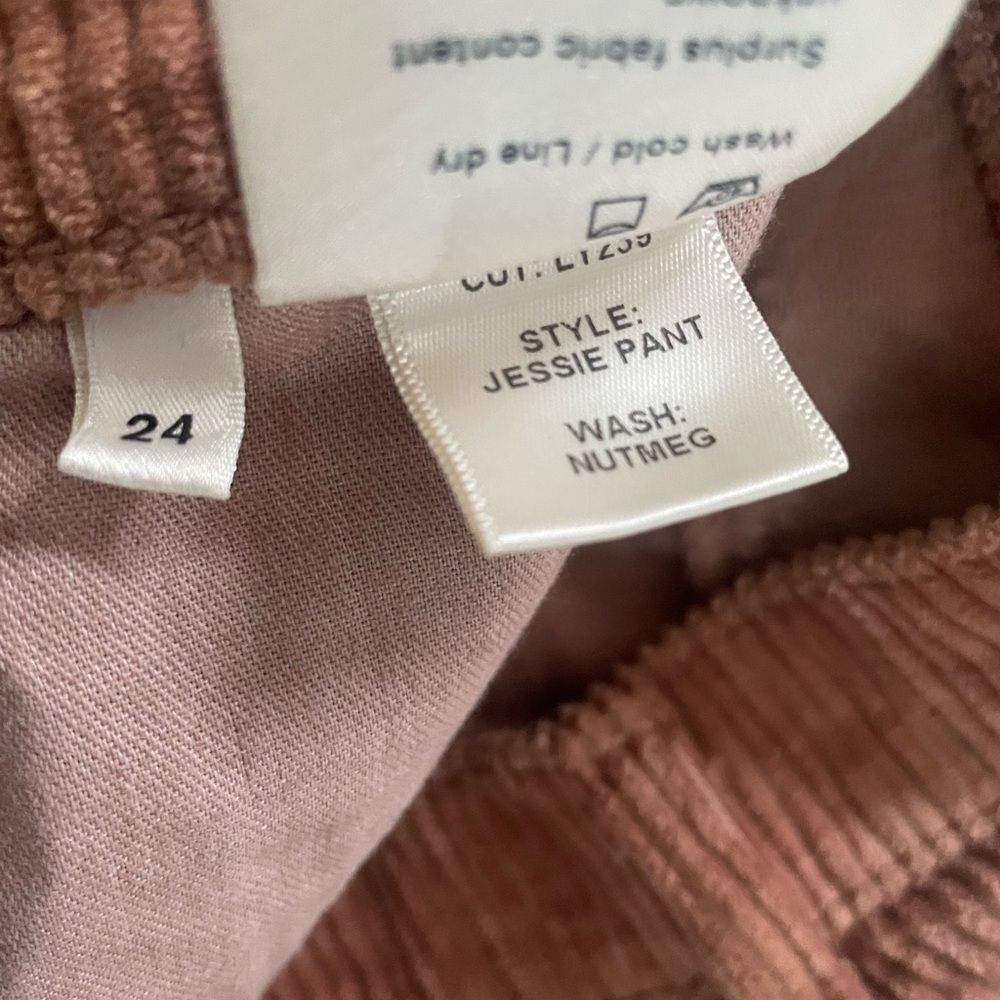 Surplus fabric content
Wash cold / Line dry
STYLE:
JESSIE PANT
WASH:
NUTMEG
24